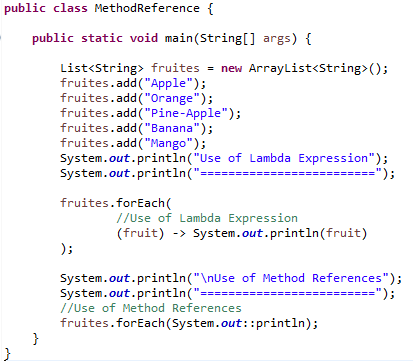 public class MethodReference {
public static void main(String[] args) {
List<String> fruites = new ArrayList<String>();
fruites.add("Apple");
fruites.add("Orange");
fruites.add("Pine-Apple");
fruites.add("Banana");
fruites.add("Mango");
System.out.println("Use of Lambda Expression");
System.out.println("=========================");
fruites.forEach(
//Use of Lambda Expression
(fruit) -> System.out.println(fruit)
);
System.out.println("\nUse of Method References");
System.out.println("=========================");
//Use of Method References
fruites.forEach(System.out::println);
}
}